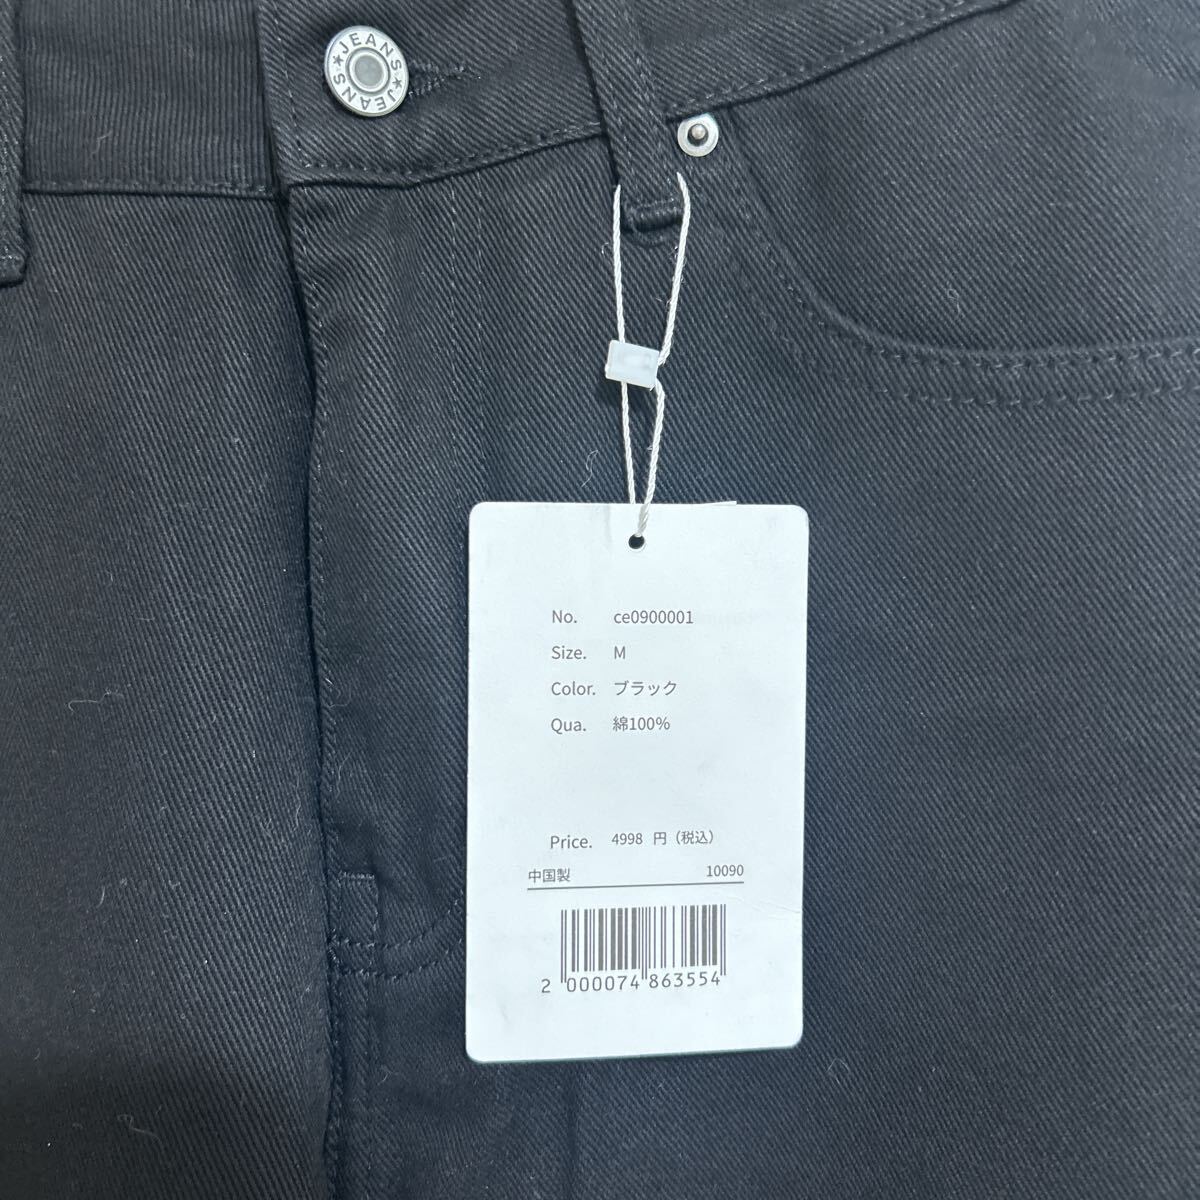 JEANS★JEANS★
No. ce0900001
Size. M
Color. ブラック
Qua. 綿100%
Price. 4998 円（税込）
中国製 10090
2 000074 863554